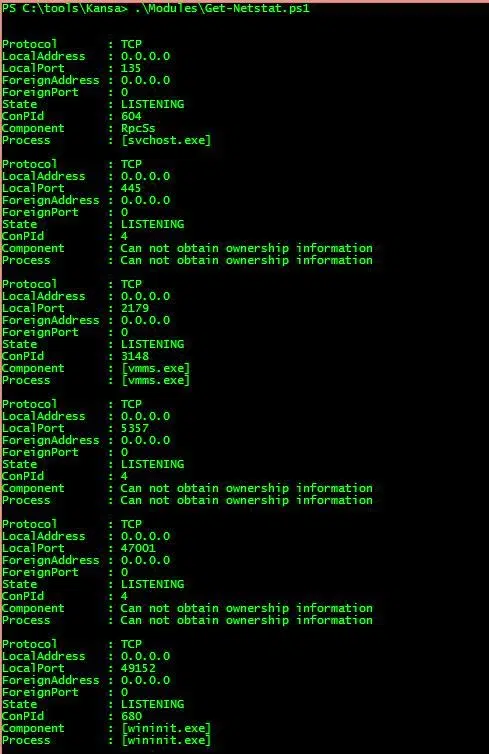 PS C:\tools\Kansa> .\Modules\Get-Netstat.ps1
Protocol : TCP
LocalAddress : 0.0.0.0
LocalPort : 135
ForeignAddress : 0.0.0.0
ForeignPort : 0
State : LISTENING
ConPId : 604
Component : RpcSs
Process : [svchost.exe]
Protocol : TCP
LocalAddress : 0.0.0.0
LocalPort : 445
ForeignAddress : 0.0.0.0
ForeignPort : 0
State : LISTENING
ConPId : 4
Component : Can not obtain ownership information
Process : Can not obtain ownership information
Protocol : TCP
LocalAddress : 0.0.0.0
LocalPort : 2179
ForeignAddress : 0.0.0.0
ForeignPort : 0
State : LISTENING
ConPId : 3148
Component : [vmms.exe]
Process : [vmms.exe]
Protocol : TCP
LocalAddress : 0.0.0.0
LocalPort : 5357
ForeignAddress : 0.0.0.0
ForeignPort : 0
State : LISTENING
ConPId : 4
Component : Can not obtain ownership information
Process : Can not obtain ownership information
Protocol : TCP
LocalAddress : 0.0.0.0
LocalPort : 47001
ForeignAddress : 0.0.0.0
ForeignPort : 0
State : LISTENING
ConPId : 4
Component : Can not obtain ownership information
Process : Can not obtain ownership information
Protocol : TCP
LocalAddress : 0.0.0.0
LocalPort : 49152
ForeignAddress : 0.0.0.0
ForeignPort : 0
State : LISTENING
ConPId : 680
Component : [wininit.exe]
Process : [wininit.exe]